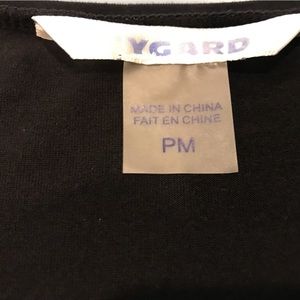 YGARD
MADE IN CHINA
FAIT EN CHINE
PM